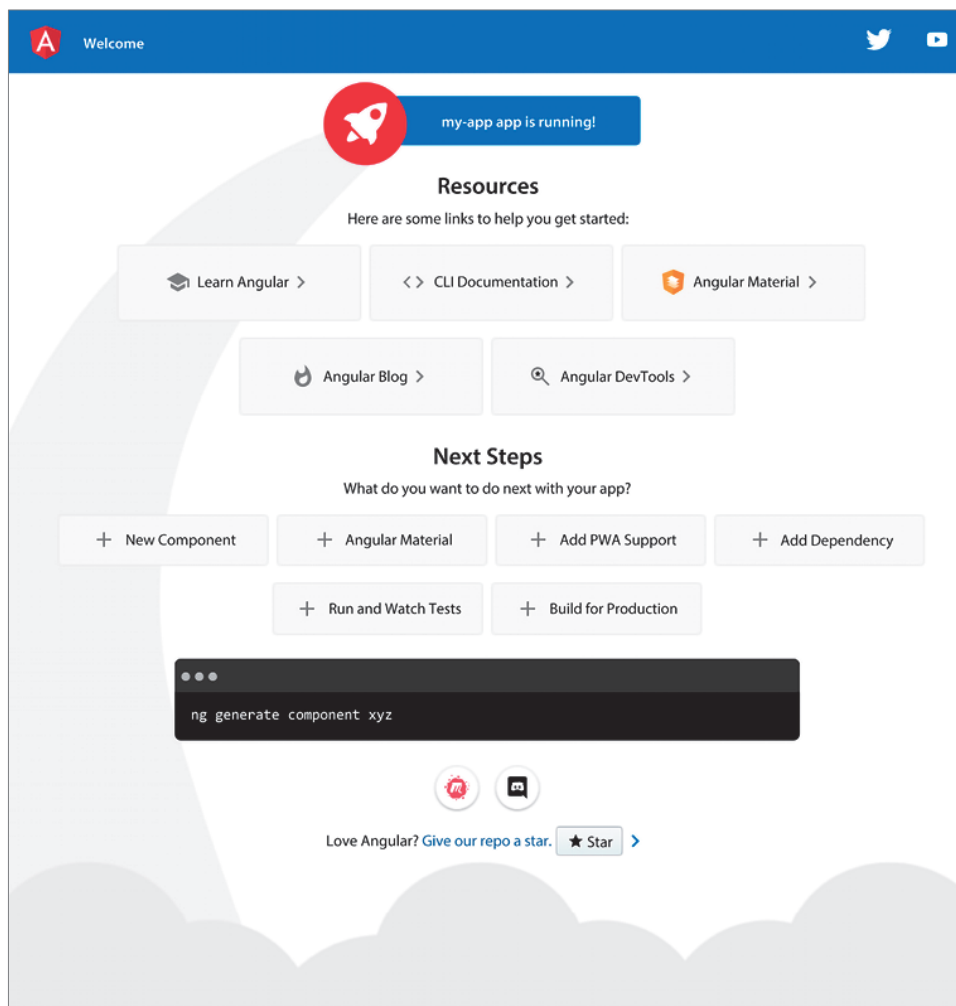 Welcome
my-app app is running!
Resources
Here are some links to help you get started:
Learn Angular
CLI Documentation
Angular Material
Angular Blog
Angular DevTools
Next Steps
What do you want to do next with your app?
New Component
Angular Material
Add PWA Support
Add Dependency
Run and Watch Tests
Build for Production
ng generate component xyz
Love Angular? Give our repo a star. Star